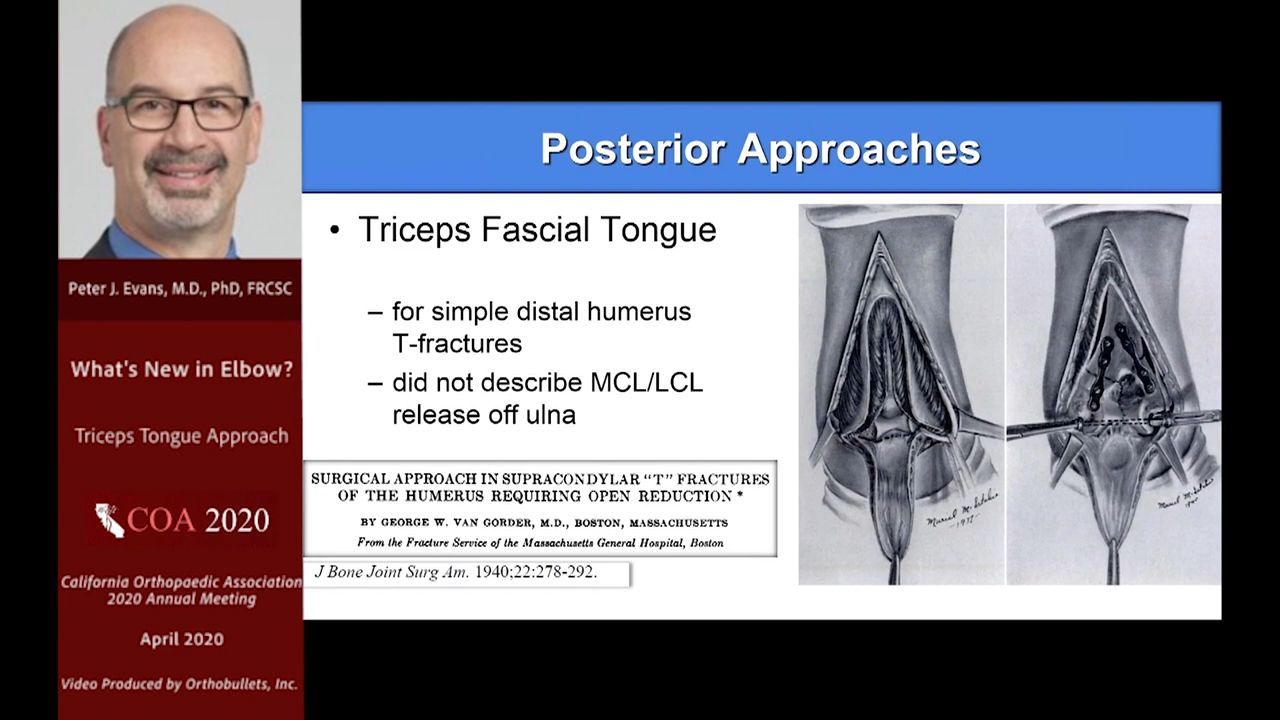 Peter J. Evans, M.D., PhD, FRCSC
What's New in Elbow?
Triceps Tongue Approach
COA 2020
California Orthopaedic Association
2020 Annual Meeting
April 2020
Video Produced by Orthobullets, Inc.
Posterior Approaches
• Triceps Fascial Tongue
– for simple distal humerus
T-fractures
– did not describe MCL/LCL
release off ulna
SURGICAL APPROACH IN SUPRACONDYLAR “T” FRACTURES
OF THE HUMERUS REQUIRING OPEN REDUCTION *
BY GEORGE W. VAN GORDER, M.D., BOSTON, MASSACHUSETTS
From the Fracture Service of the Massachusetts General Hospital, Boston
J Bone Joint Surg Am. 1940;22:278-292.